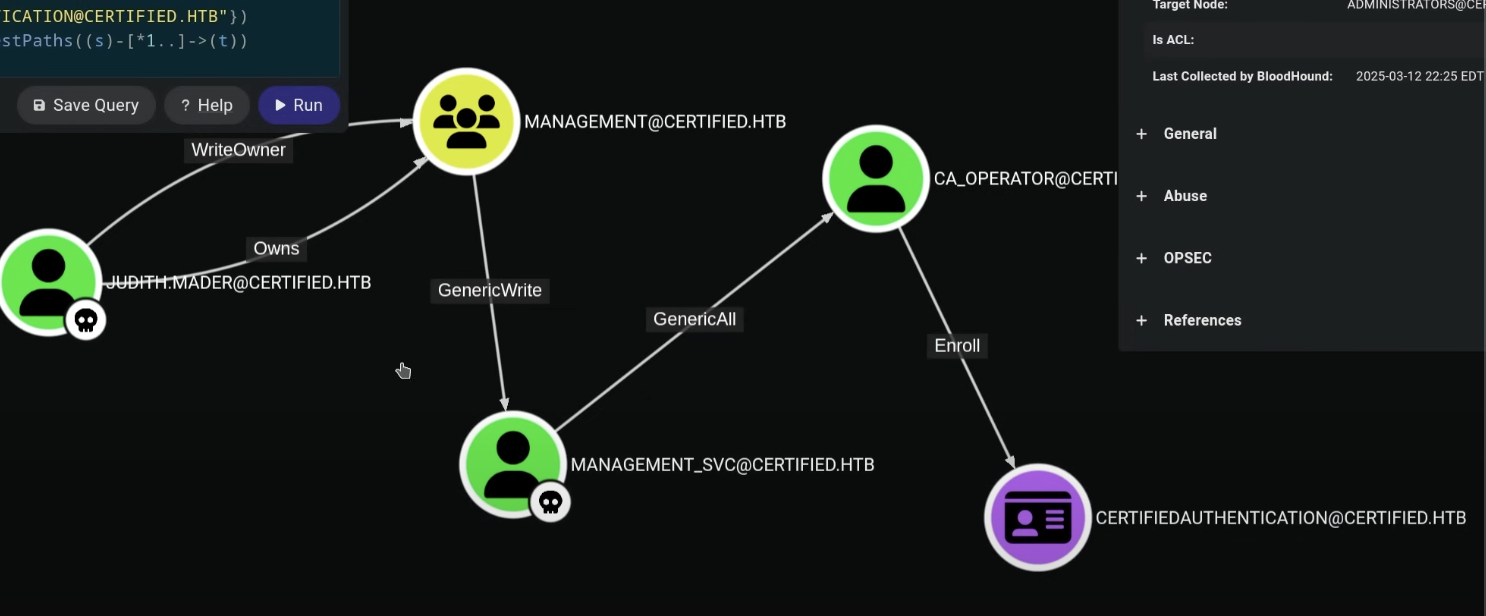 ICATION@CERTIFIED.HTB"})
stPaths((s)-[*1..]->(t))
Save Query
? Help
Run
Target Node:
ADMINISTRATORS@CE
Is ACL:
Last Collected by BloodHound:
2025-03-12 22:25 EDT
+ General
+ Abuse
+ OPSEC
+ References
WriteOwner
MANAGEMENT@CERTIFIED.HTB
CA_OPERATOR@CERTI
Owns
JUDITH.MADER@CERTIFIED.HTB
GenericWrite
GenericAll
Enroll
MANAGEMENT_SVC@CERTIFIED.HTB
CERTIFIEDAUTHENTICATION@CERTIFIED.HTB